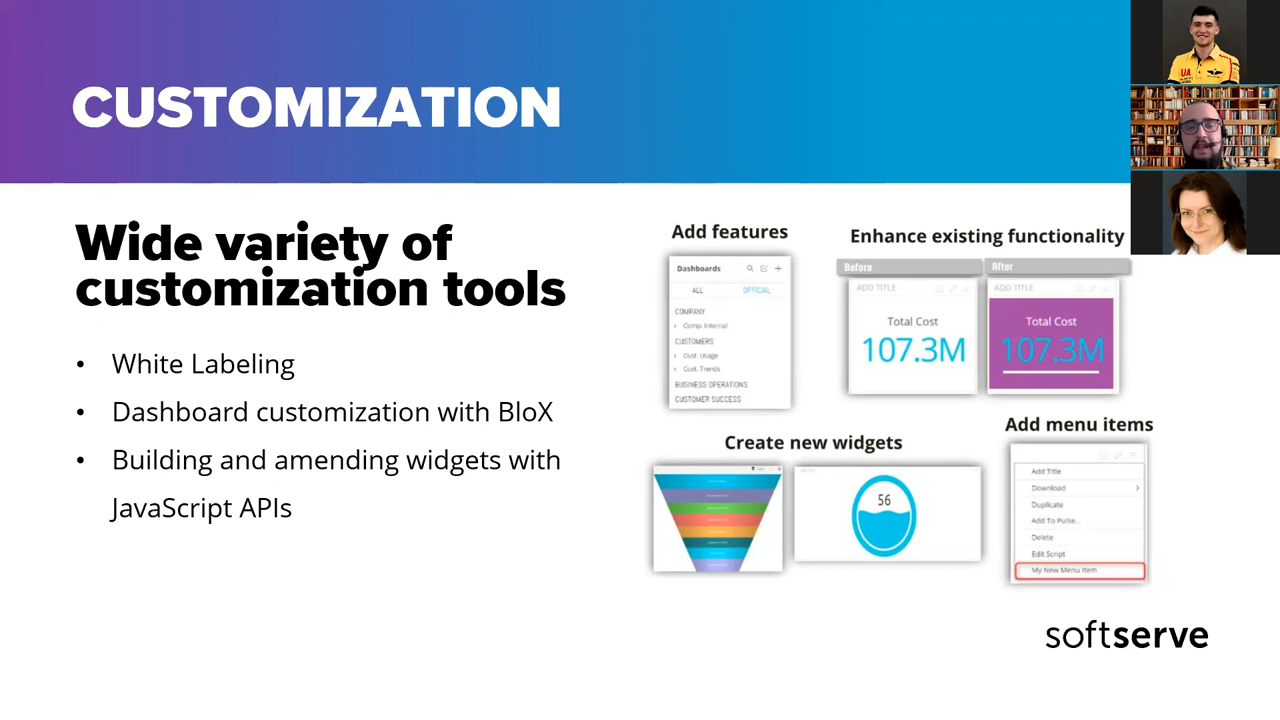 CUSTOMIZATION
Wide variety of
customization tools
• White Labeling
• Dashboard customization with BloX
• Building and amending widgets with
JavaScript APIs
Add features
Dashboards
ALL OFFICIAL
COMPANY
Comp. Internal
CUSTOMERS
Cust. Usage
Cust. Trends
BUSINESS OPERATIONS
CUSTOMER SUCCESS
Enhance existing functionality
Before After
ADD TITLE ADD TITLE
Total Cost Total Cost
107.3M 107.3M
Create new widgets
56
Add menu items
Add Title
Download
Duplicate
Add To Pulse..
Delete
Edit Script
My New Menu Item
UA
softserve